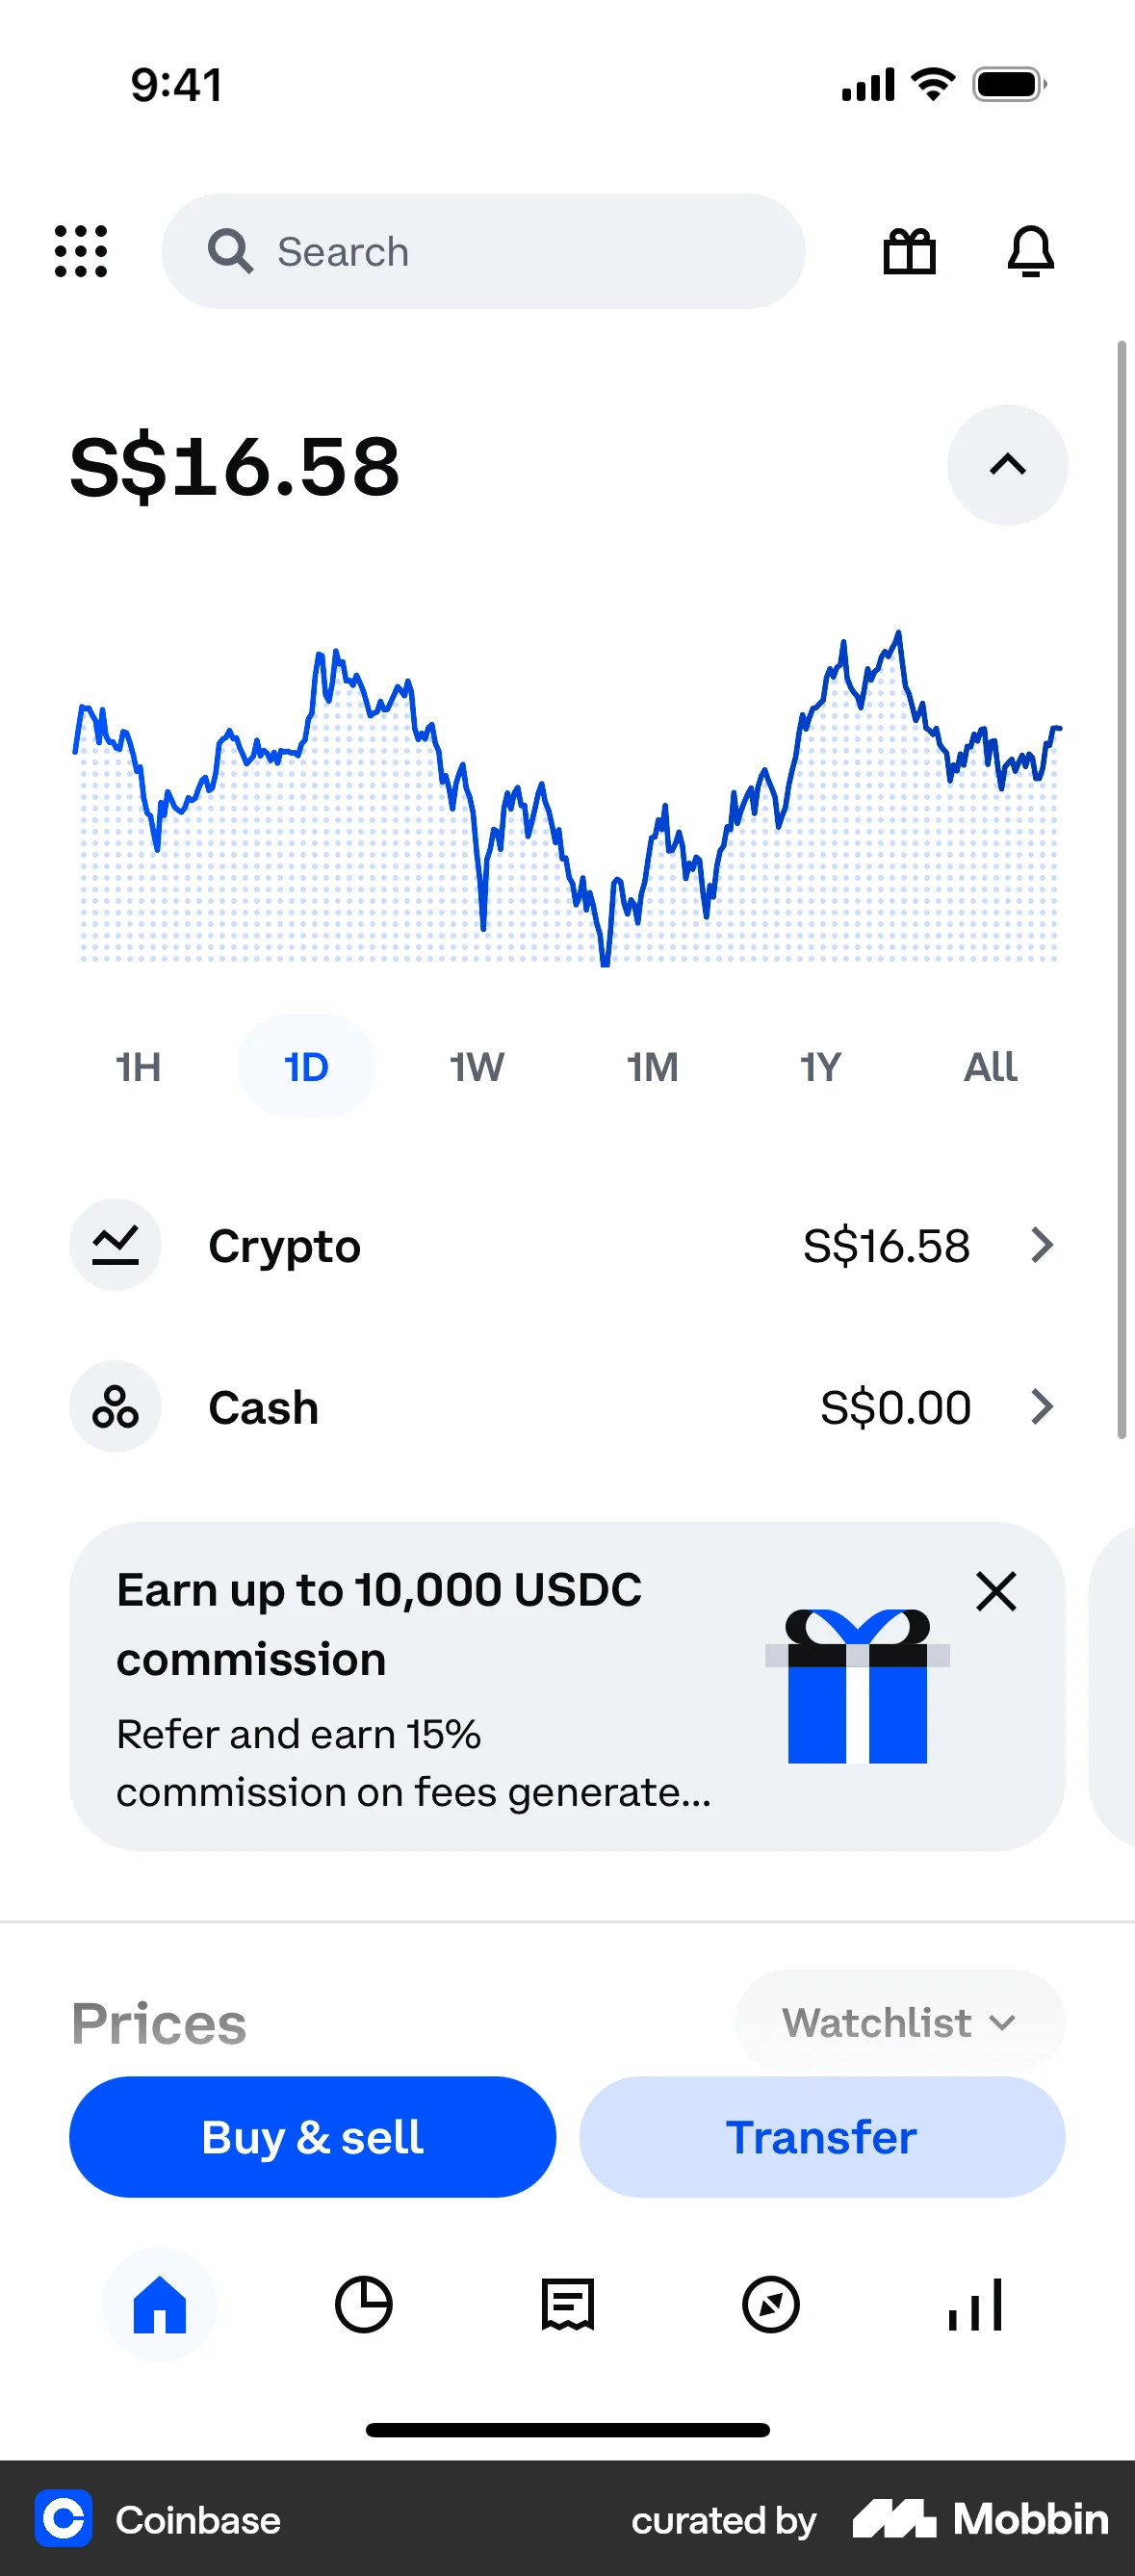 9:41
Search
S$16.58
1H 1D 1W 1M 1Y All
Crypto S$16.58
Cash S$0.00
Earn up to 10,000 USDC
commission
Refer and earn 15%
commission on fees generate...
Prices Watchlist
Buy & sell Transfer
Coinbase curated by Mobbin